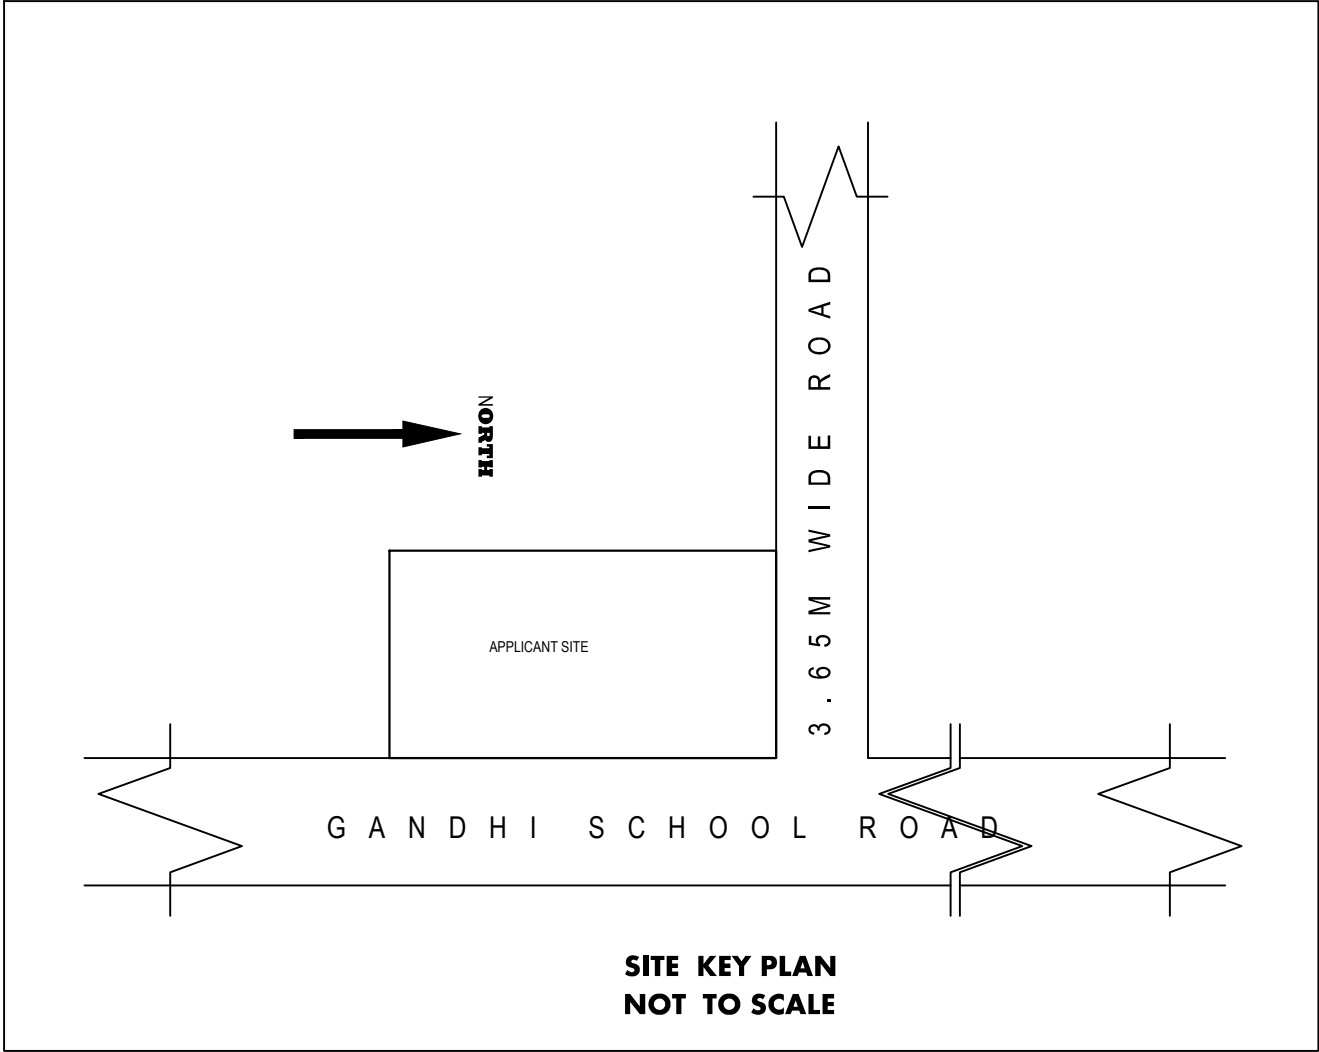 3.65M WIDE ROAD
NORTH
APPLICANT SITE
GANDHI SCHOOL ROAD
SITE KEY PLAN
NOT TO SCALE